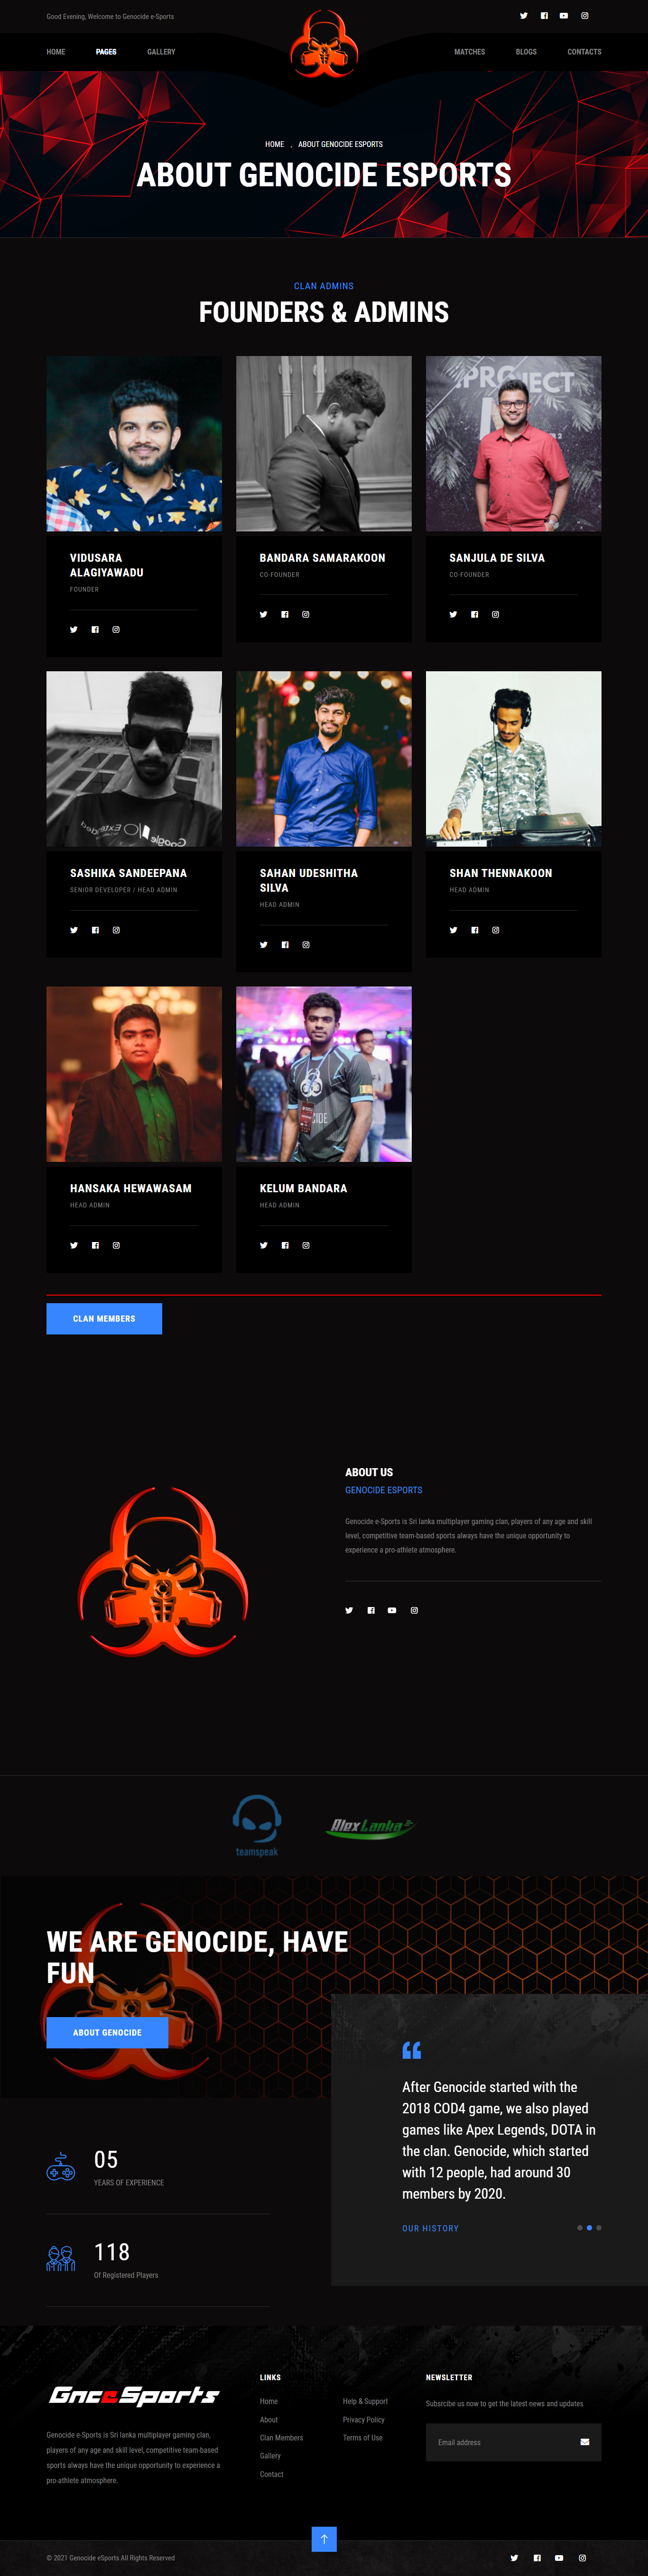 Good Evening, Welcome to Genocide e-Sports
HOME
PAGES
GALLERY
MATCHES
BLOGS
CONTACTS
HOME . ABOUT GENOCIDE ESPORTS
ABOUT GENOCIDE ESPORTS
CLAN ADMINS
FOUNDERS & ADMINS
VIDUSARA
ALAGIYAWADU
FOUNDER
BANDARA SAMARAKOON
CO-FOUNDER
SANJULA DE SILVA
CO-FOUNDER
SASHIKA SANDEEPANA
SENIOR DEVELOPER / HEAD ADMIN
SAHAN UDESHITHA
SILVA
HEAD ADMIN
SHAN THENNAKOON
HEAD ADMIN
HANSAKA HEWAWASAM
HEAD ADMIN
KELUM BANDARA
HEAD ADMIN
CLAN MEMBERS
ABOUT US
GENOCIDE ESPORTS
Genocide e-Sports is Sri lanka multiplayer gaming clan, players of any age and skill
level, competitive team-based sports always have the unique opportunity to
experience a pro-athlete atmosphere.
teamspeak
AlexLanka
WE ARE GENOCIDE, HAVE
FUN
ABOUT GENOCIDE
After Genocide started with the
2018 COD4 game, we also played
games like Apex Legends, DOTA in
the clan. Genocide, which started
with 12 people, had around 30
members by 2020.
OUR HISTORY
05
YEARS OF EXPERIENCE
118
Of Registered Players
GnceSports
Genocide e-Sports is Sri lanka multiplayer gaming clan,
players of any age and skill level, competitive team-based
sports always have the unique opportunity to experience a
pro-athlete atmosphere.
LINKS
Home
About
Clan Members
Gallery
Contact
Help & Support
Privacy Policy
Terms of Use
NEWSLETTER
Subsrcibe us now to get the latest news and updates
Email address
© 2021 Genocide eSports All Rights Reserved